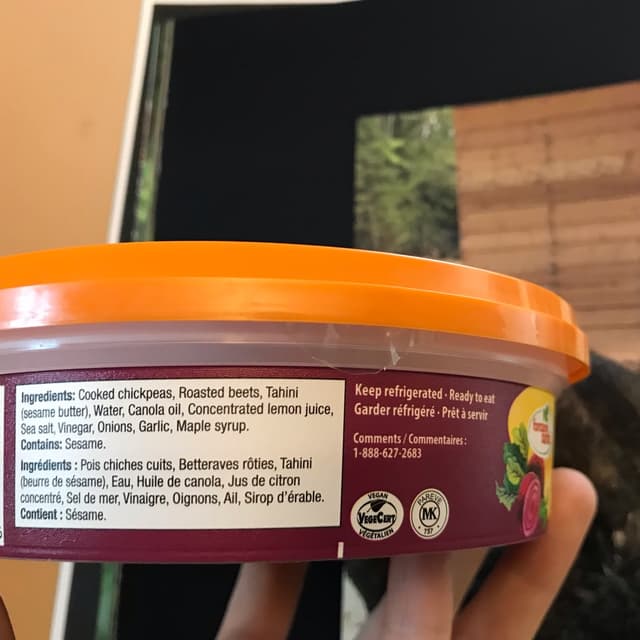 Ingredients: Cooked chickpeas, Roasted beets, Tahini
(sesame butter), Water, Canola oil, Concentrated lemon juice,
Sea salt, Vinegar, Onions, Garlic, Maple syrup.
Contains: Sesame.
Ingrédients : Pois chiches cuits, Betteraves rôties, Tahini
(beurre de sésame), Eau, Huile de canola, Jus de citron
concentré, Sel de mer, Vinaigre, Oignons, Ail, Sirop d'érable.
Contient : Sésame.
Keep refrigerated · Ready to eat
Garder réfrigéré · Prêt à servir
Comments / Commentaires :
1-888-627-2683
VEGAN
VEGECERT
VÉGÉTALIEN
PAREVE
MK
737